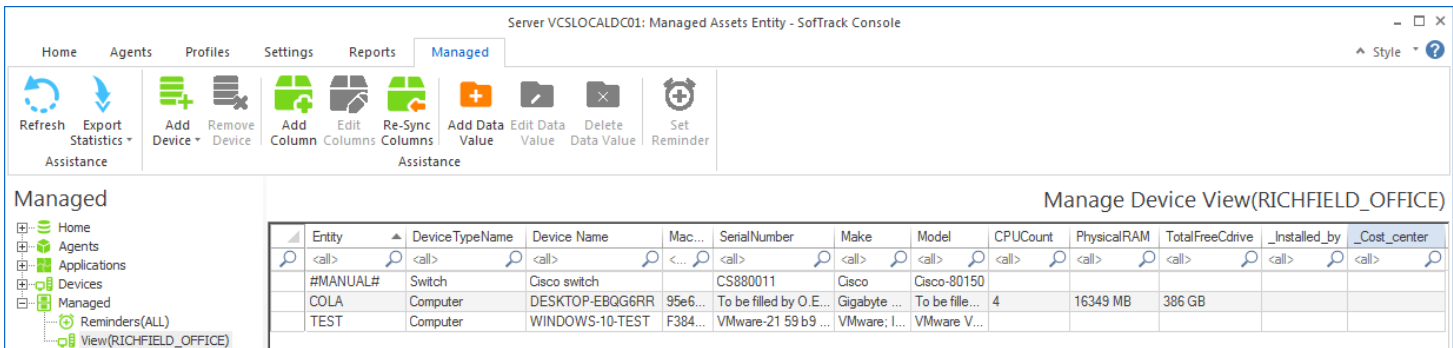 Server VCSLOCALDC01: Managed Assets Entity - SofTrack Console
Home Agents Profiles Settings Reports Managed Style ?
Refresh Export Statistics Add Device Remove Device Add Column Edit Columns Re-Sync Columns Add Data Value Edit Data Value Delete Data Value Set Reminder
Assistance Assistance
Managed
Manage Device View(RICHFIELD_OFFICE)
Home
Agents
Applications
Devices
Managed
Reminders(ALL)
View(RICHFIELD_OFFICE)
Entity DeviceTypeName Device Name Mac... SerialNumber Make Model CPUCount PhysicalRAM TotalFreeCdrive _Installed_by _Cost_center
<all> <all> <all> <... <all> <all> <all> <all> <all> <all> <all> <all>
#MANUAL# Switch Cisco switch CS880011 Cisco Cisco-80150
COLA Computer DESKTOP-EBQG6RR 95e6... To be filled by O.E... Gigabyte ... To be fille... 4 16349 MB 386 GB
TEST Computer WINDOWS-10-TEST F384... VMware-21 59 b9 ... VMware; I... VMware V...